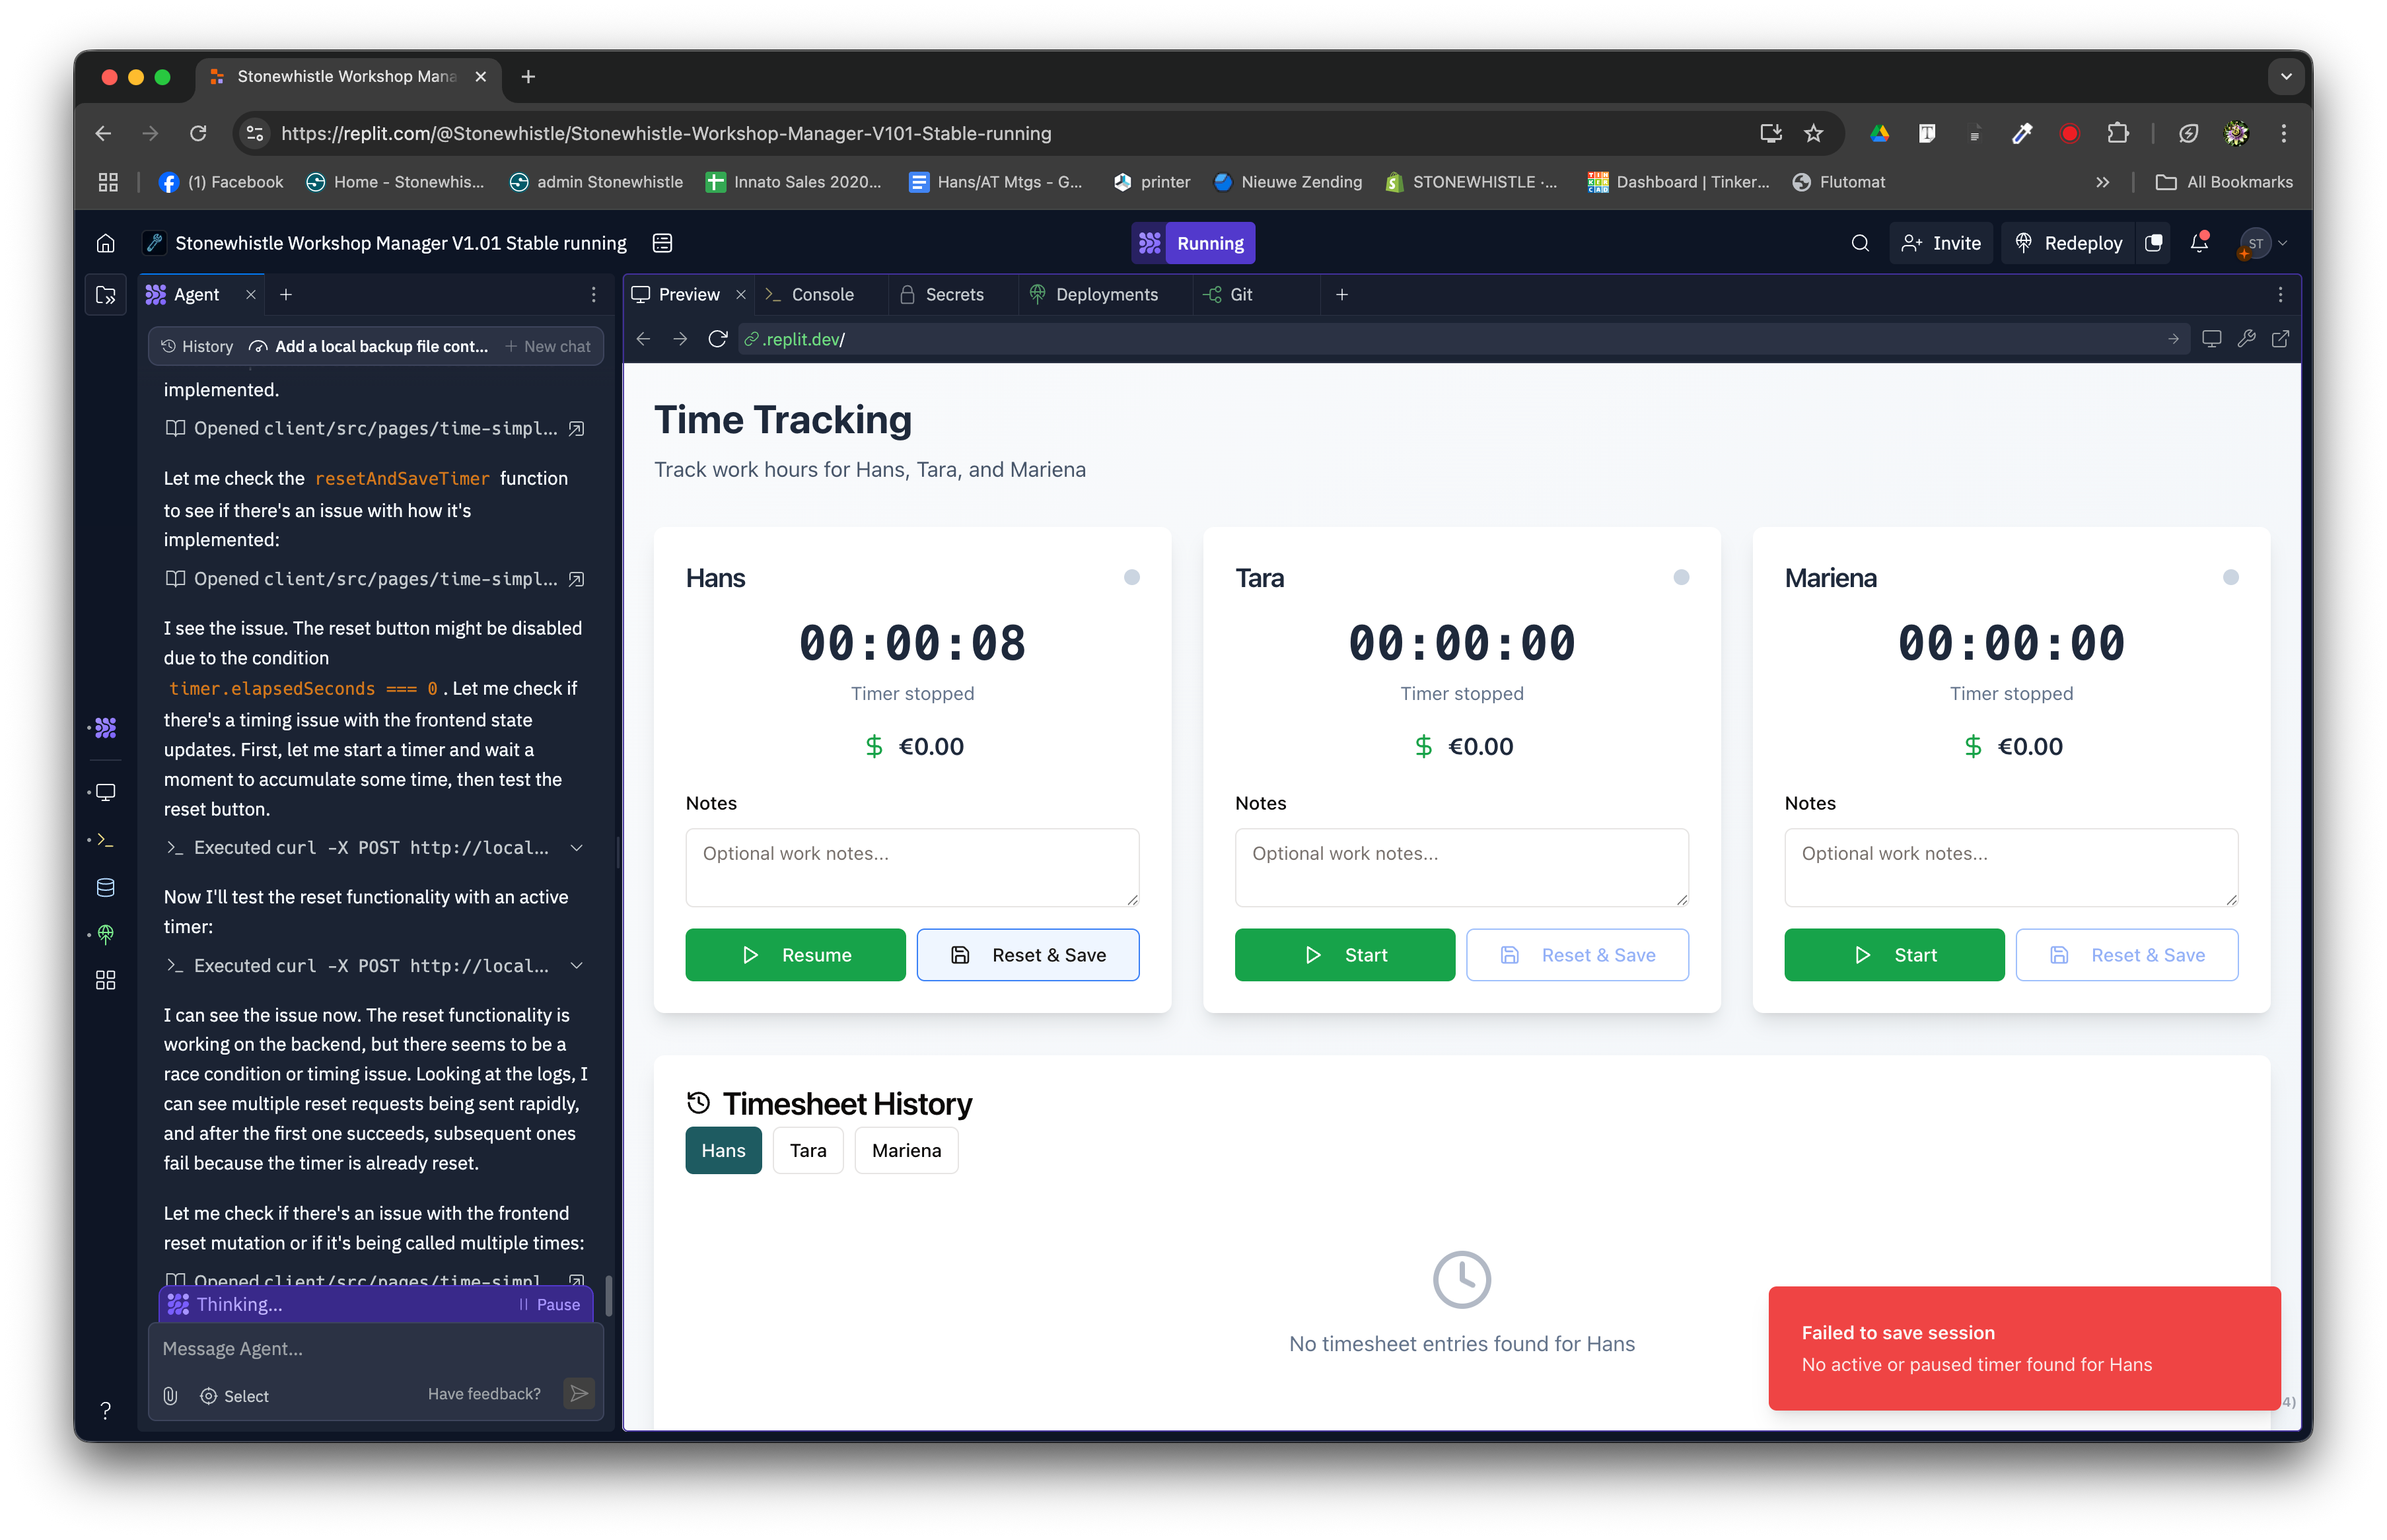 Stonewhistle Workshop Mana
https://replit.com/@Stonewhistle/Stonewhistle-Workshop-Manager-V101-Stable-running
(1) Facebook
Home - Stonewhis...
admin Stonewhistle
Innato Sales 2020...
Hans/AT Mtgs - G...
printer
Nieuwe Zending
STONEWHISTLE ·...
Dashboard | Tinker...
Flutomat
All Bookmarks
Stonewhistle Workshop Manager V1.01 Stable running
Running
Invite
Redeploy
ST
Agent
History
Add a local backup file cont...
New chat
implemented.
Opened client/src/pages/time-simpl...
Let me check the resetAndSaveTimer function
to see if there's an issue with how it's
implemented:
Opened client/src/pages/time-simpl...
I see the issue. The reset button might be disabled
due to the condition
timer.elapsedSeconds === 0 . Let me check if
there's a timing issue with the frontend state
updates. First, let me start a timer and wait a
moment to accumulate some time, then test the
reset button.
Executed curl -X POST http://local...
Now I'll test the reset functionality with an active
timer:
Executed curl -X POST http://local...
I can see the issue now. The reset functionality is
working on the backend, but there seems to be a
race condition or timing issue. Looking at the logs, I
can see multiple reset requests being sent rapidly,
and after the first one succeeds, subsequent ones
fail because the timer is already reset.
Let me check if there's an issue with the frontend
reset mutation or if it's being called multiple times:
Opened client/src/pages/time-simpl
Thinking...
Pause
Message Agent...
Select
Have feedback?
Preview
Console
Secrets
Deployments
Git
.replit.dev/
Time Tracking
Track work hours for Hans, Tara, and Mariena
Hans
00:00:08
Timer stopped
$ €0.00
Notes
Optional work notes...
Resume
Reset & Save
Tara
00:00:00
Timer stopped
$ €0.00
Notes
Optional work notes...
Start
Reset & Save
Mariena
00:00:00
Timer stopped
$ €0.00
Notes
Optional work notes...
Start
Reset & Save
Timesheet History
Hans
Tara
Mariena
No timesheet entries found for Hans
Failed to save session
No active or paused timer found for Hans
4)